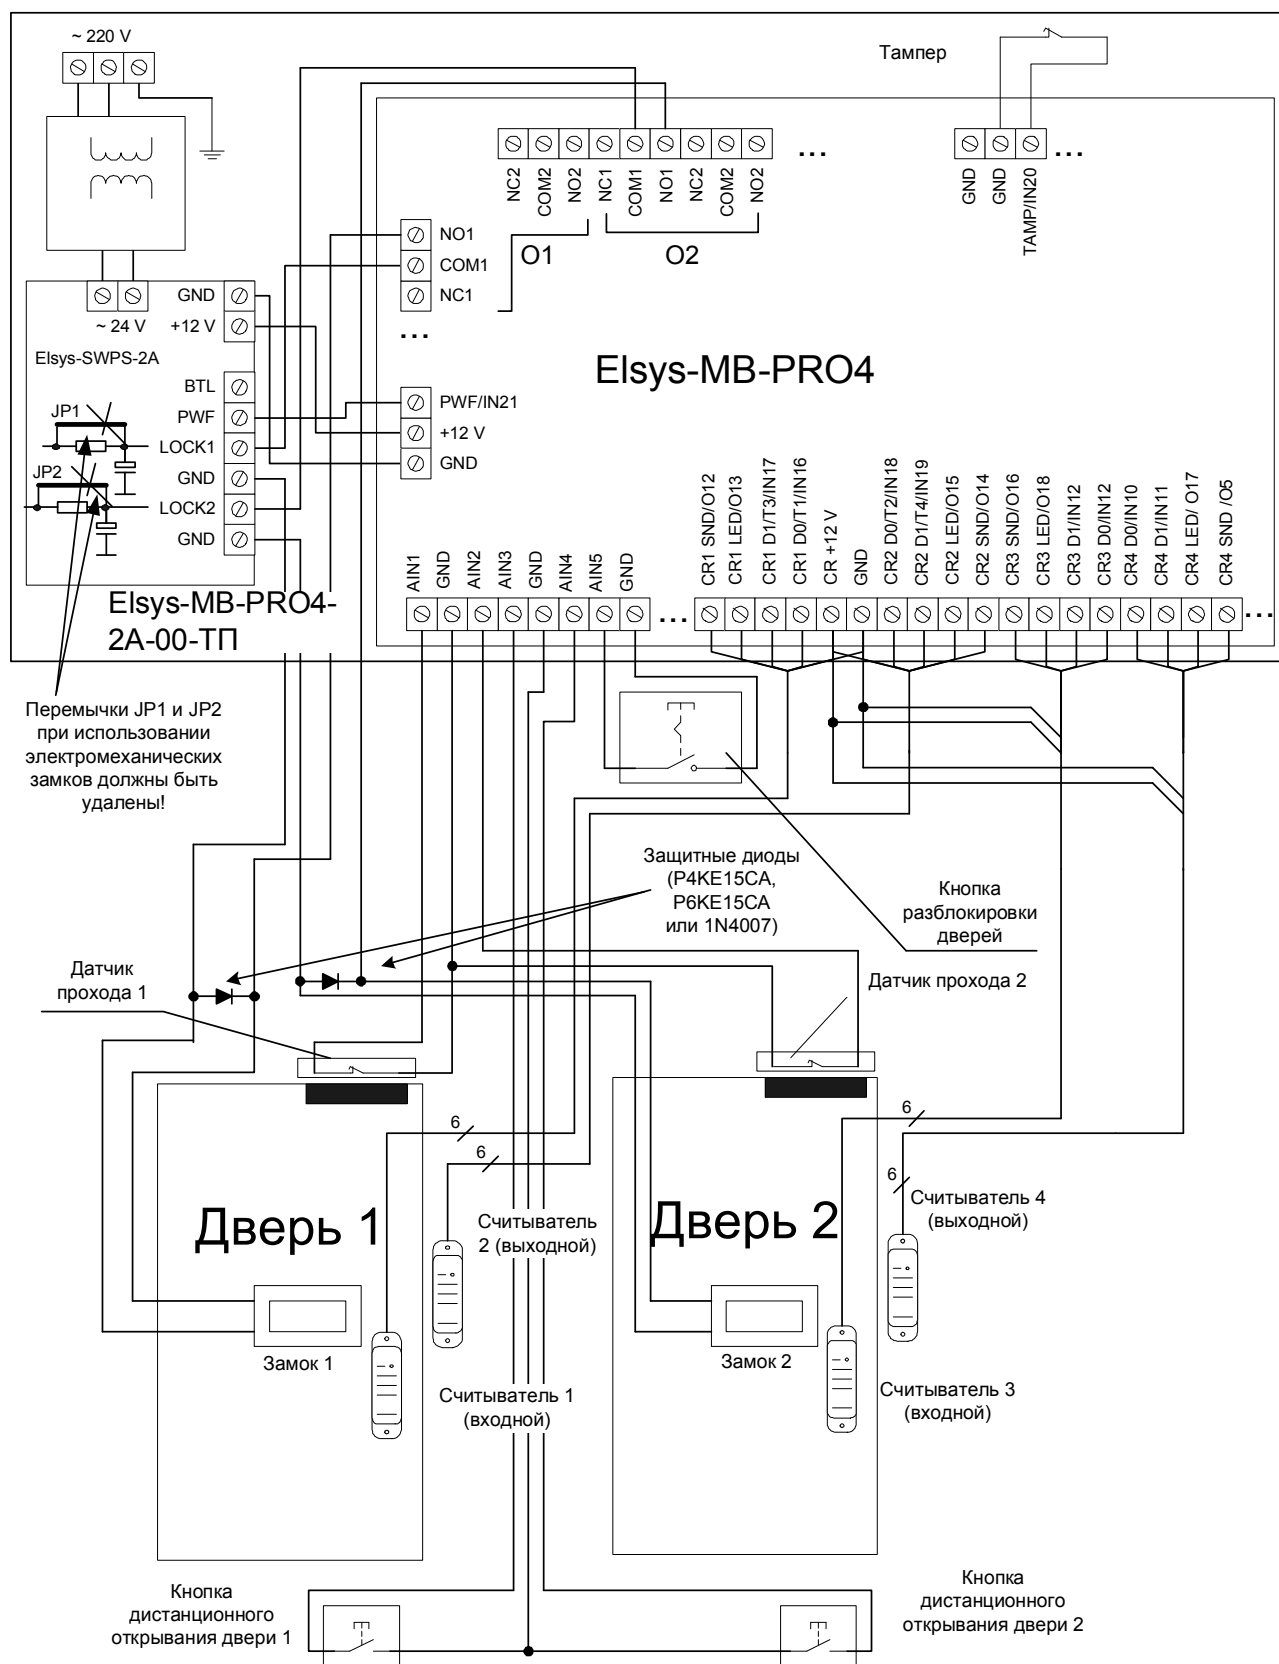 ~ 220 V
Тампер
...
...
NC2
COM2
NO2
NC1
COM1
NO1
NC2
COM2
NO2
GND
GND
TAMP/IN20
NO1
COM1
NC1
O1
O2
...
~ 24 V
GND
+12 V
Elsys-SWPS-2A
Elsys-MB-PRO4
BTL
PWF
JP1
LOCK1
GND
JP2
LOCK2
GND
PWF/IN21
+12 V
GND
Elsys-MB-PRO4-
2A-00-ТП
AIN1
GND
AIN2
AIN3
GND
AIN4
AIN5
GND
...
CR1 SND/O12
CR1 LED/O13
CR1 D1/T3/IN17
CR1 D0/T1/IN16
CR +12 V
GND
CR2 D0/T2/IN18
CR2 D1/T4/IN19
CR2 LED/O15
CR2 SND/O14
CR3 SND/O16
CR3 LED/O18
CR3 D1/IN12
CR3 D0/IN12
CR4 D0/IN10
CR4 D1/IN11
CR4 LED/ O17
CR4 SND /O5
...
Перемычки JP1 и JP2
при использовании
электромеханических
замков должны быть
удалены!
Защитные диоды
(P4KE15CA,
P6KE15CA
или 1N4007)
Кнопка
разблокировки
дверей
Датчик
прохода 1
Датчик прохода 2
6
6
6
6
Дверь 1
Считыватель
2 (выходной)
Дверь 2
Считыватель 4
(выходной)
Замок 1
Замок 2
Считыватель 1
(входной)
Считыватель 3
(входной)
Кнопка
дистанционного
открывания двери 1
Кнопка
дистанционного
открывания двери 2